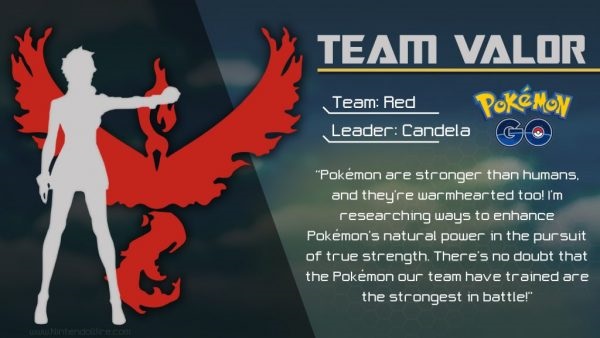 TEAM VALOR
Team: Red
Leader: Candela
POKéMON
GO
"Pokémon are stronger than humans,
and they're warmhearted too! I'm
researching ways to enhance
Pokémon's natural power in the pursuit
of true strength. There's no doubt that
the Pokémon our team have trained are
the strongest in battle!"
www.NintendoWire.com